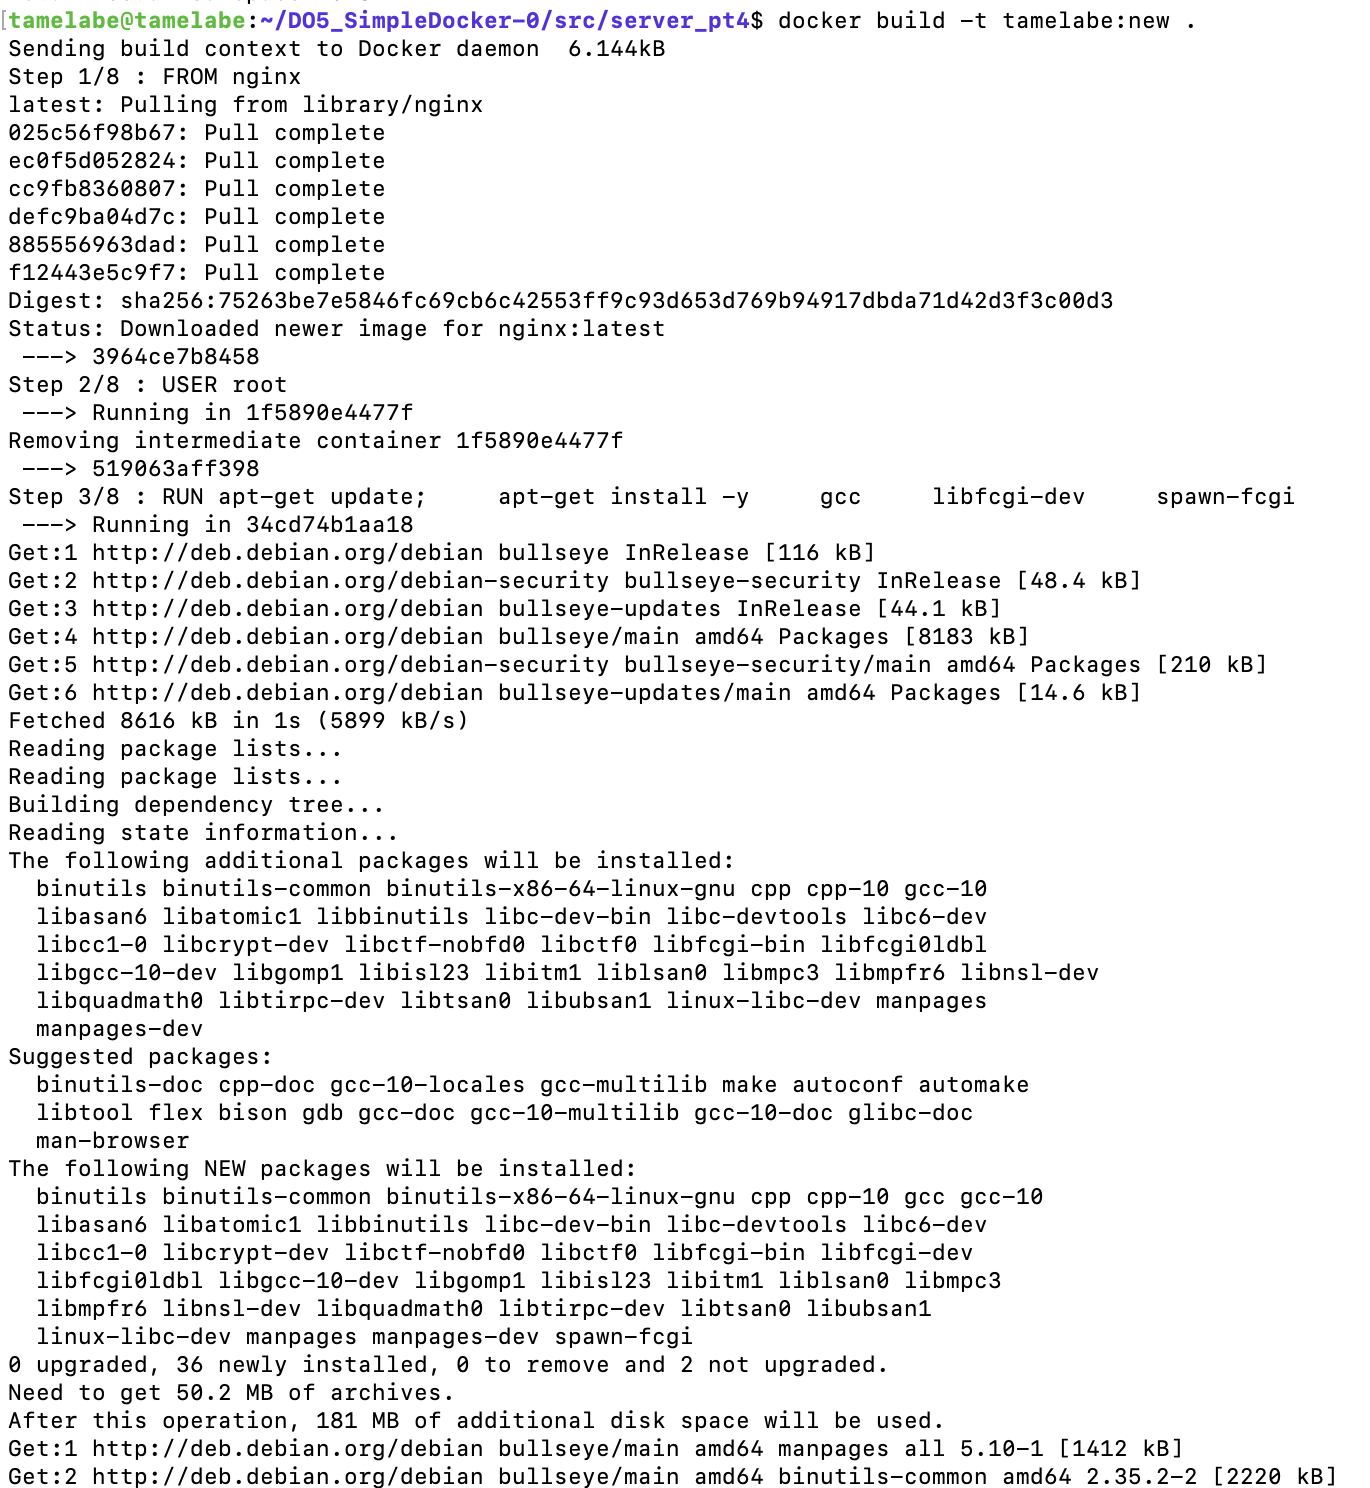 tamelabe@tamelabe:~/DO5_SimpleDocker-0/src/server_pt4$ docker build -t tamelabe:new .
Sending build context to Docker daemon  6.144kB
Step 1/8 : FROM nginx
latest: Pulling from library/nginx
025c56f98b67: Pull complete
ec0f5d052824: Pull complete
cc9fb8360807: Pull complete
defc9ba04d7c: Pull complete
885556963dad: Pull complete
f12443e5c9f7: Pull complete
Digest: sha256:75263be7e5846fc69cb6c42553ff9c93d653d769b94917dbda71d42d3f3c00d3
Status: Downloaded newer image for nginx:latest
 ---> 3964ce7b8458
Step 2/8 : USER root
 ---> Running in 1f5890e4477f
Removing intermediate container 1f5890e4477f
 ---> 519063aff398
Step 3/8 : RUN apt-get update;     apt-get install -y     gcc     libfcgi-dev     spawn-fcgi
 ---> Running in 34cd74b1aa18
Get:1 http://deb.debian.org/debian bullseye InRelease [116 kB]
Get:2 http://deb.debian.org/debian-security bullseye-security InRelease [48.4 kB]
Get:3 http://deb.debian.org/debian bullseye-updates InRelease [44.1 kB]
Get:4 http://deb.debian.org/debian bullseye/main amd64 Packages [8183 kB]
Get:5 http://deb.debian.org/debian-security bullseye-security/main amd64 Packages [210 kB]
Get:6 http://deb.debian.org/debian bullseye-updates/main amd64 Packages [14.6 kB]
Fetched 8616 kB in 1s (5899 kB/s)
Reading package lists...
Reading package lists...
Building dependency tree...
Reading state information...
The following additional packages will be installed:
  binutils binutils-common binutils-x86-64-linux-gnu cpp cpp-10 gcc-10
  libasan6 libatomic1 libbinutils libc-dev-bin libc-devtools libc6-dev
  libcc1-0 libcrypt-dev libctf-nobfd0 libctf0 libfcgi-bin libfcgi0ldbl
  libgcc-10-dev libgomp1 libisl23 libitm1 liblsan0 libmpc3 libmpfr6 libnsl-dev
  libquadmath0 libtirpc-dev libtsan0 libubsan1 linux-libc-dev manpages
  manpages-dev
Suggested packages:
  binutils-doc cpp-doc gcc-10-locales gcc-multilib make autoconf automake
  libtool flex bison gdb gcc-doc gcc-10-multilib gcc-10-doc glibc-doc
  man-browser
The following NEW packages will be installed:
  binutils binutils-common binutils-x86-64-linux-gnu cpp cpp-10 gcc gcc-10
  libasan6 libatomic1 libbinutils libc-dev-bin libc-devtools libc6-dev
  libcc1-0 libcrypt-dev libctf-nobfd0 libctf0 libfcgi-bin libfcgi-dev
  libfcgi0ldbl libgcc-10-dev libgomp1 libisl23 libitm1 liblsan0 libmpc3
  libmpfr6 libnsl-dev libquadmath0 libtirpc-dev libtsan0 libubsan1
  linux-libc-dev manpages manpages-dev spawn-fcgi
0 upgraded, 36 newly installed, 0 to remove and 2 not upgraded.
Need to get 50.2 MB of archives.
After this operation, 181 MB of additional disk space will be used.
Get:1 http://deb.debian.org/debian bullseye/main amd64 manpages all 5.10-1 [1412 kB]
Get:2 http://deb.debian.org/debian bullseye/main amd64 binutils-common amd64 2.35.2-2 [2220 kB]